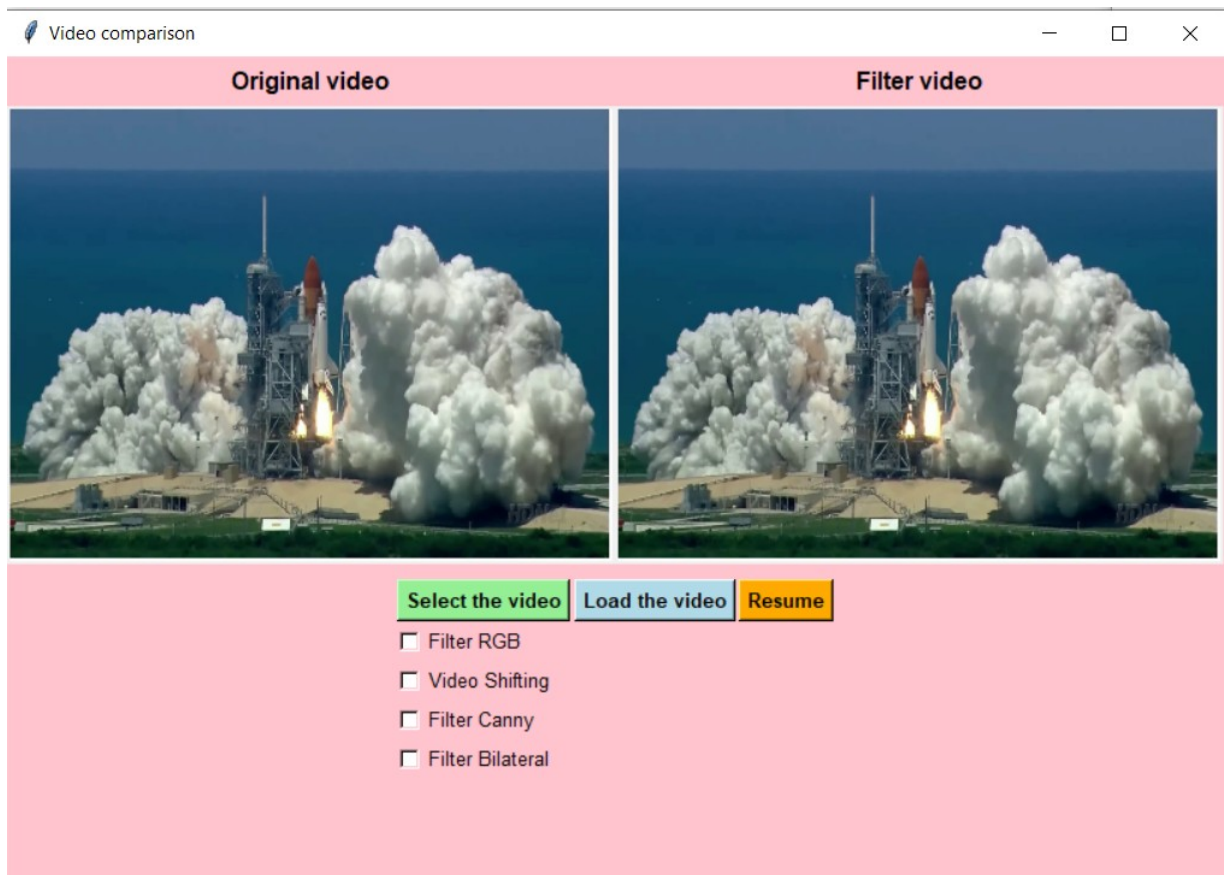 Video comparison
Original video Filter video
Select the video Load the video Resume
Filter RGB
Video Shifting
Filter Canny
Filter Bilateral